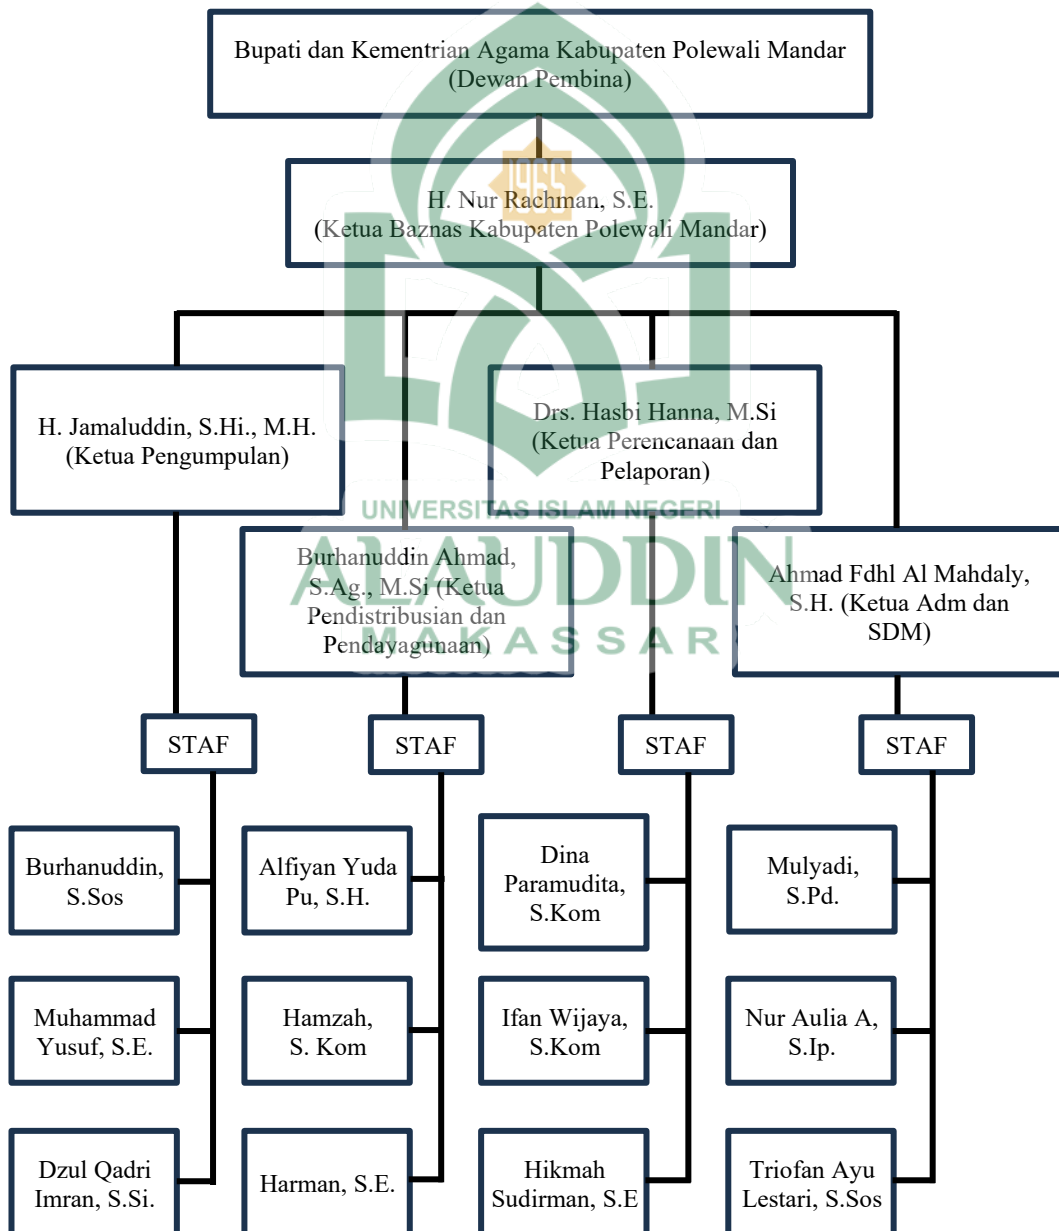 Bupati dan Kementrian Agama Kabupaten Polewali Mandar
(Dewan Pembina)
1965
H. Nur Rachman, S.E.
(Ketua Baznas Kabupaten Polewali Mandar)
H. Jamaluddin, S.Hi., M.H.
(Ketua Pengumpulan)
Drs. Hasbi Hanna, M.Si
(Ketua Perencanaan dan
Pelaporan)
UNIVERSITAS ISLAM NEGERI
ALAUDDIN
MAKASSAR
Burhanuddin Ahmad,
S.Ag., M.Si (Ketua
Pendistribusian dan
Pendayagunaan)
Ahmad Fdhl Al Mahdaly,
S.H. (Ketua Adm dan
SDM)
STAF
STAF
STAF
STAF
Burhanuddin,
S.Sos
Alfiyan Yuda
Pu, S.H.
Dina
Paramudita,
S.Kom
Mulyadi,
S.Pd.
Muhammad
Yusuf, S.E.
Hamzah,
S. Kom
Ifan Wijaya,
S.Kom
Nur Aulia A,
S.Ip.
Dzul Qadri
Imran, S.Si.
Harman, S.E.
Hikmah
Sudirman, S.E
Triofan Ayu
Lestari, S.Sos